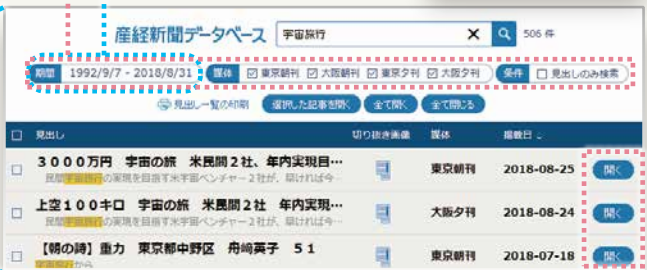 産経新聞データベース 宇宙旅行 × 506 件
期間 1992/9/7 - 2018/8/31 媒体 東京朝刊 大阪朝刊 東京夕刊 大阪夕刊 条件 見出しのみ検索
見出し一覧の印刷 選択した記事を開く 全て開く 全て閉じる
見出し 切り抜き画像 媒体 掲載日
3000万円 宇宙の旅 米民間2社、年内実現目… 東京朝刊 2018-08-25 開く
民間宇宙旅行の実現を目指す米宇宙ベンチャー2社が、早ければ今…
上空100キロ 宇宙の旅 米民間2社 年内実現… 大阪夕刊 2018-08-24 開く
民間宇宙旅行の実現を目指す米宇宙ベンチャー2社が、早ければ今…
【朝の詩】重力 東京都中野区 舟﨑英子 51 東京朝刊 2018-07-18 開く
宇宙旅行から